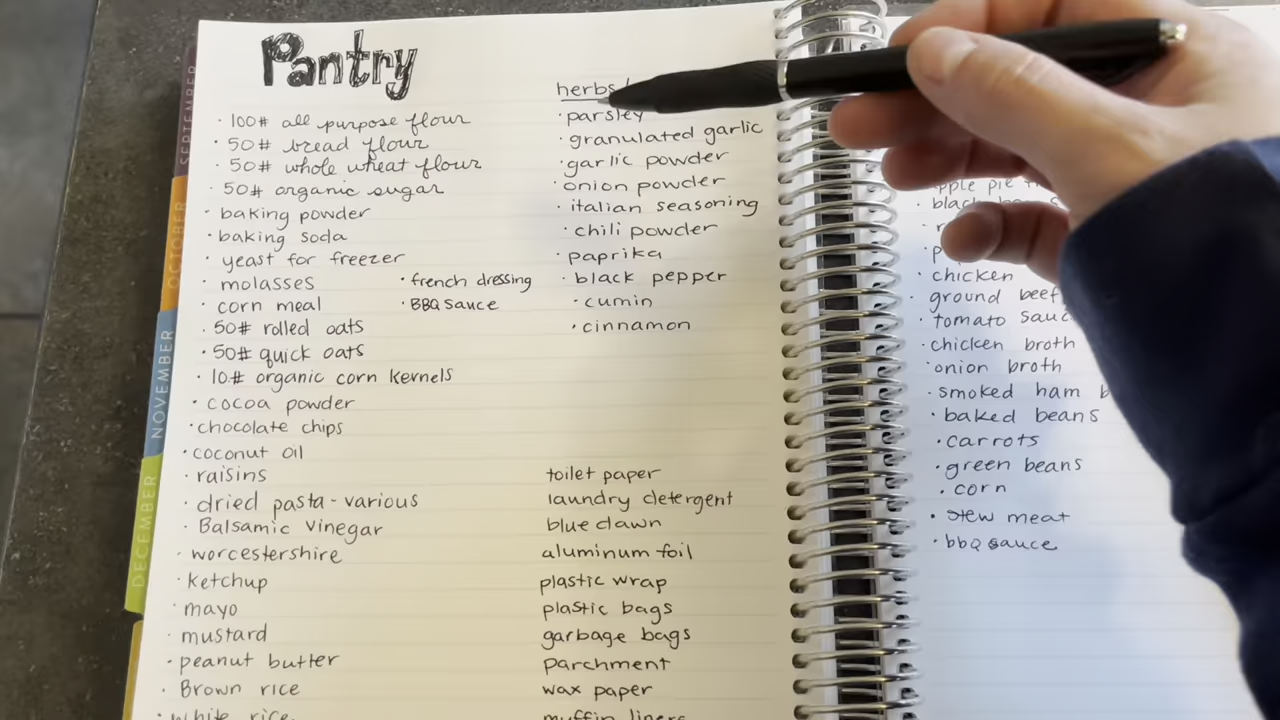 Pantry
· 100# all purpose flour
· 50# bread flour
· 50# whole wheat flour
· 50# organic sugar
· baking powder
· baking soda
· yeast for freezer
· molasses
· corn meal
· 50# rolled oats
· 50# quick oats
· 10# organic corn kernels
· cocoa powder
· chocolate chips
· coconut oil
· raisins
· dried pasta - various
· Balsamic vinegar
· worcestershire
· ketchup
· mayo
· mustard
· peanut butter
· Brown rice
· white rice
· french dressing
· BBQ sauce
herbs
· parsley
· granulated garlic
· garlic powder
· onion powder
· italian seasoning
· chili powder
· paprika
· black pepper
· cumin
· cinnamon
toilet paper
laundry detergent
blue dawn
aluminum foil
plastic wrap
plastic bags
garbage bags
parchment
wax paper
muffin liners
pie
chicken
ground beef
tomato sauc
chicken broth
onion broth
smoked ham b
· baked beans
· carrots
· green beans
· corn
· stew meat
· bbq sauce
SEPTEMBER
OCTOBER
NOVEMBER
DECEMBER